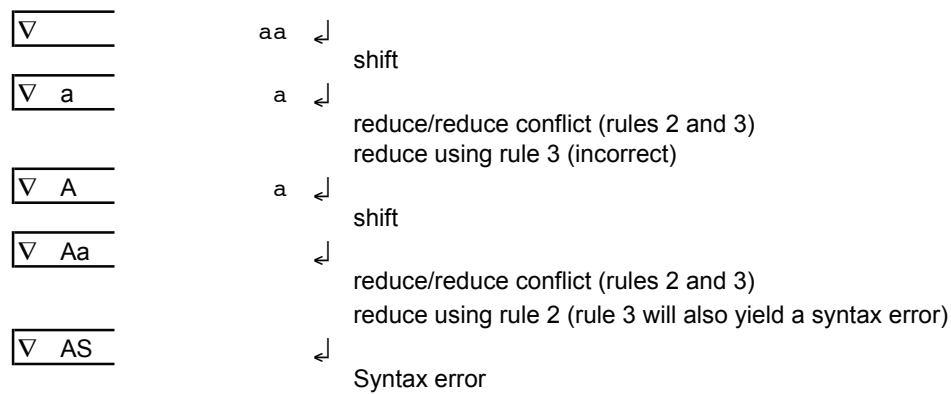 ∇ aa ↵
shift
∇ a a ↵
reduce/reduce conflict (rules 2 and 3)
reduce using rule 3 (incorrect)
∇ A a ↵
shift
∇ Aa ↵
reduce/reduce conflict (rules 2 and 3)
reduce using rule 2 (rule 3 will also yield a syntax error)
∇ AS ↵
Syntax error